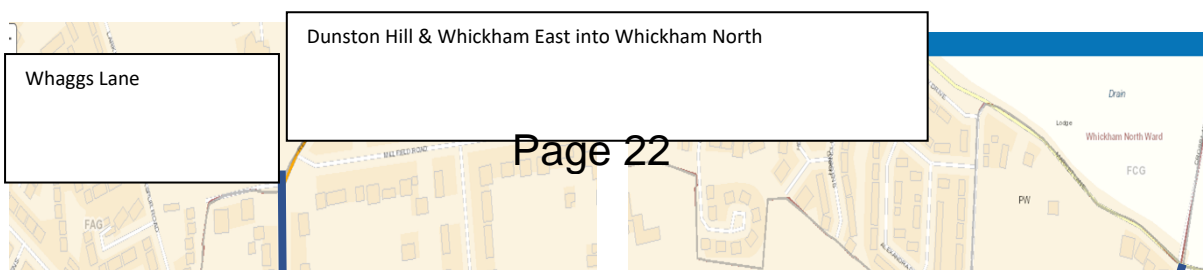 Dunston Hill & Whickham East into Whickham North
Whaggs Lane
Page 22
MILLFIELD ROAD
Drain
Lodge
Whickham North Ward
FCG
PW
FAG
DRIVE